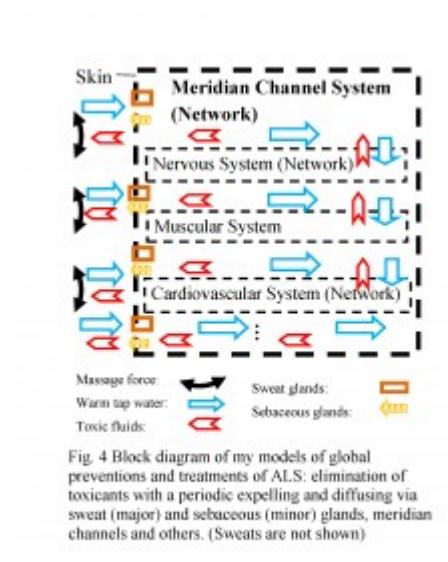 Skin
Meridian Channel System
(Network)
Nervous System (Network)
Muscular System
Cardiovascular System (Network)
Massage force:
Sweat glands:
Warm tap water:
Sebaceous glands:
Toxic fluids:
Fig. 4 Block diagram of my models of global
preventions and treatments of ALS: elimination of
toxicants with a periodic expelling and diffusing via
sweat (major) and sebaceous (minor) glands, meridian
channels and others. (Sweats are not shown)